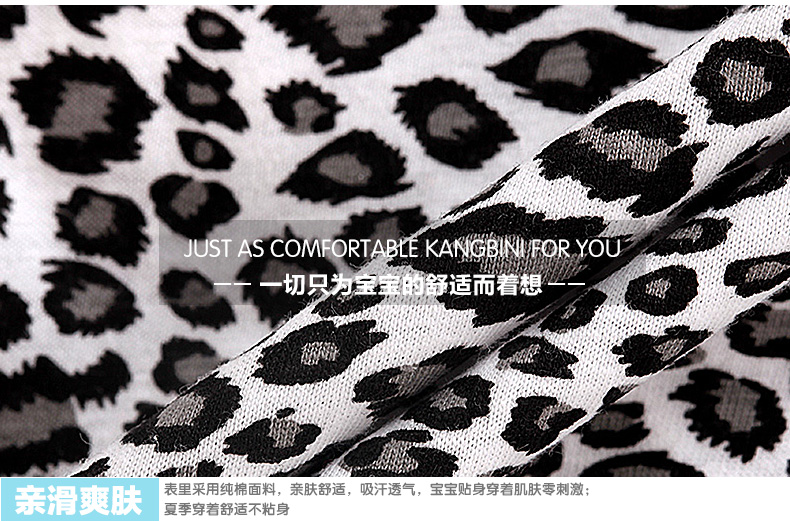 JUST AS COMFORTABLE KANGBINI FOR YOU
—— 一切只为宝宝的舒适而着想 ——
亲滑爽肤
表里采用纯棉面料，亲肤舒适，吸汗透气，宝宝贴身穿着肌肤零刺激；
夏季穿着舒适不粘身